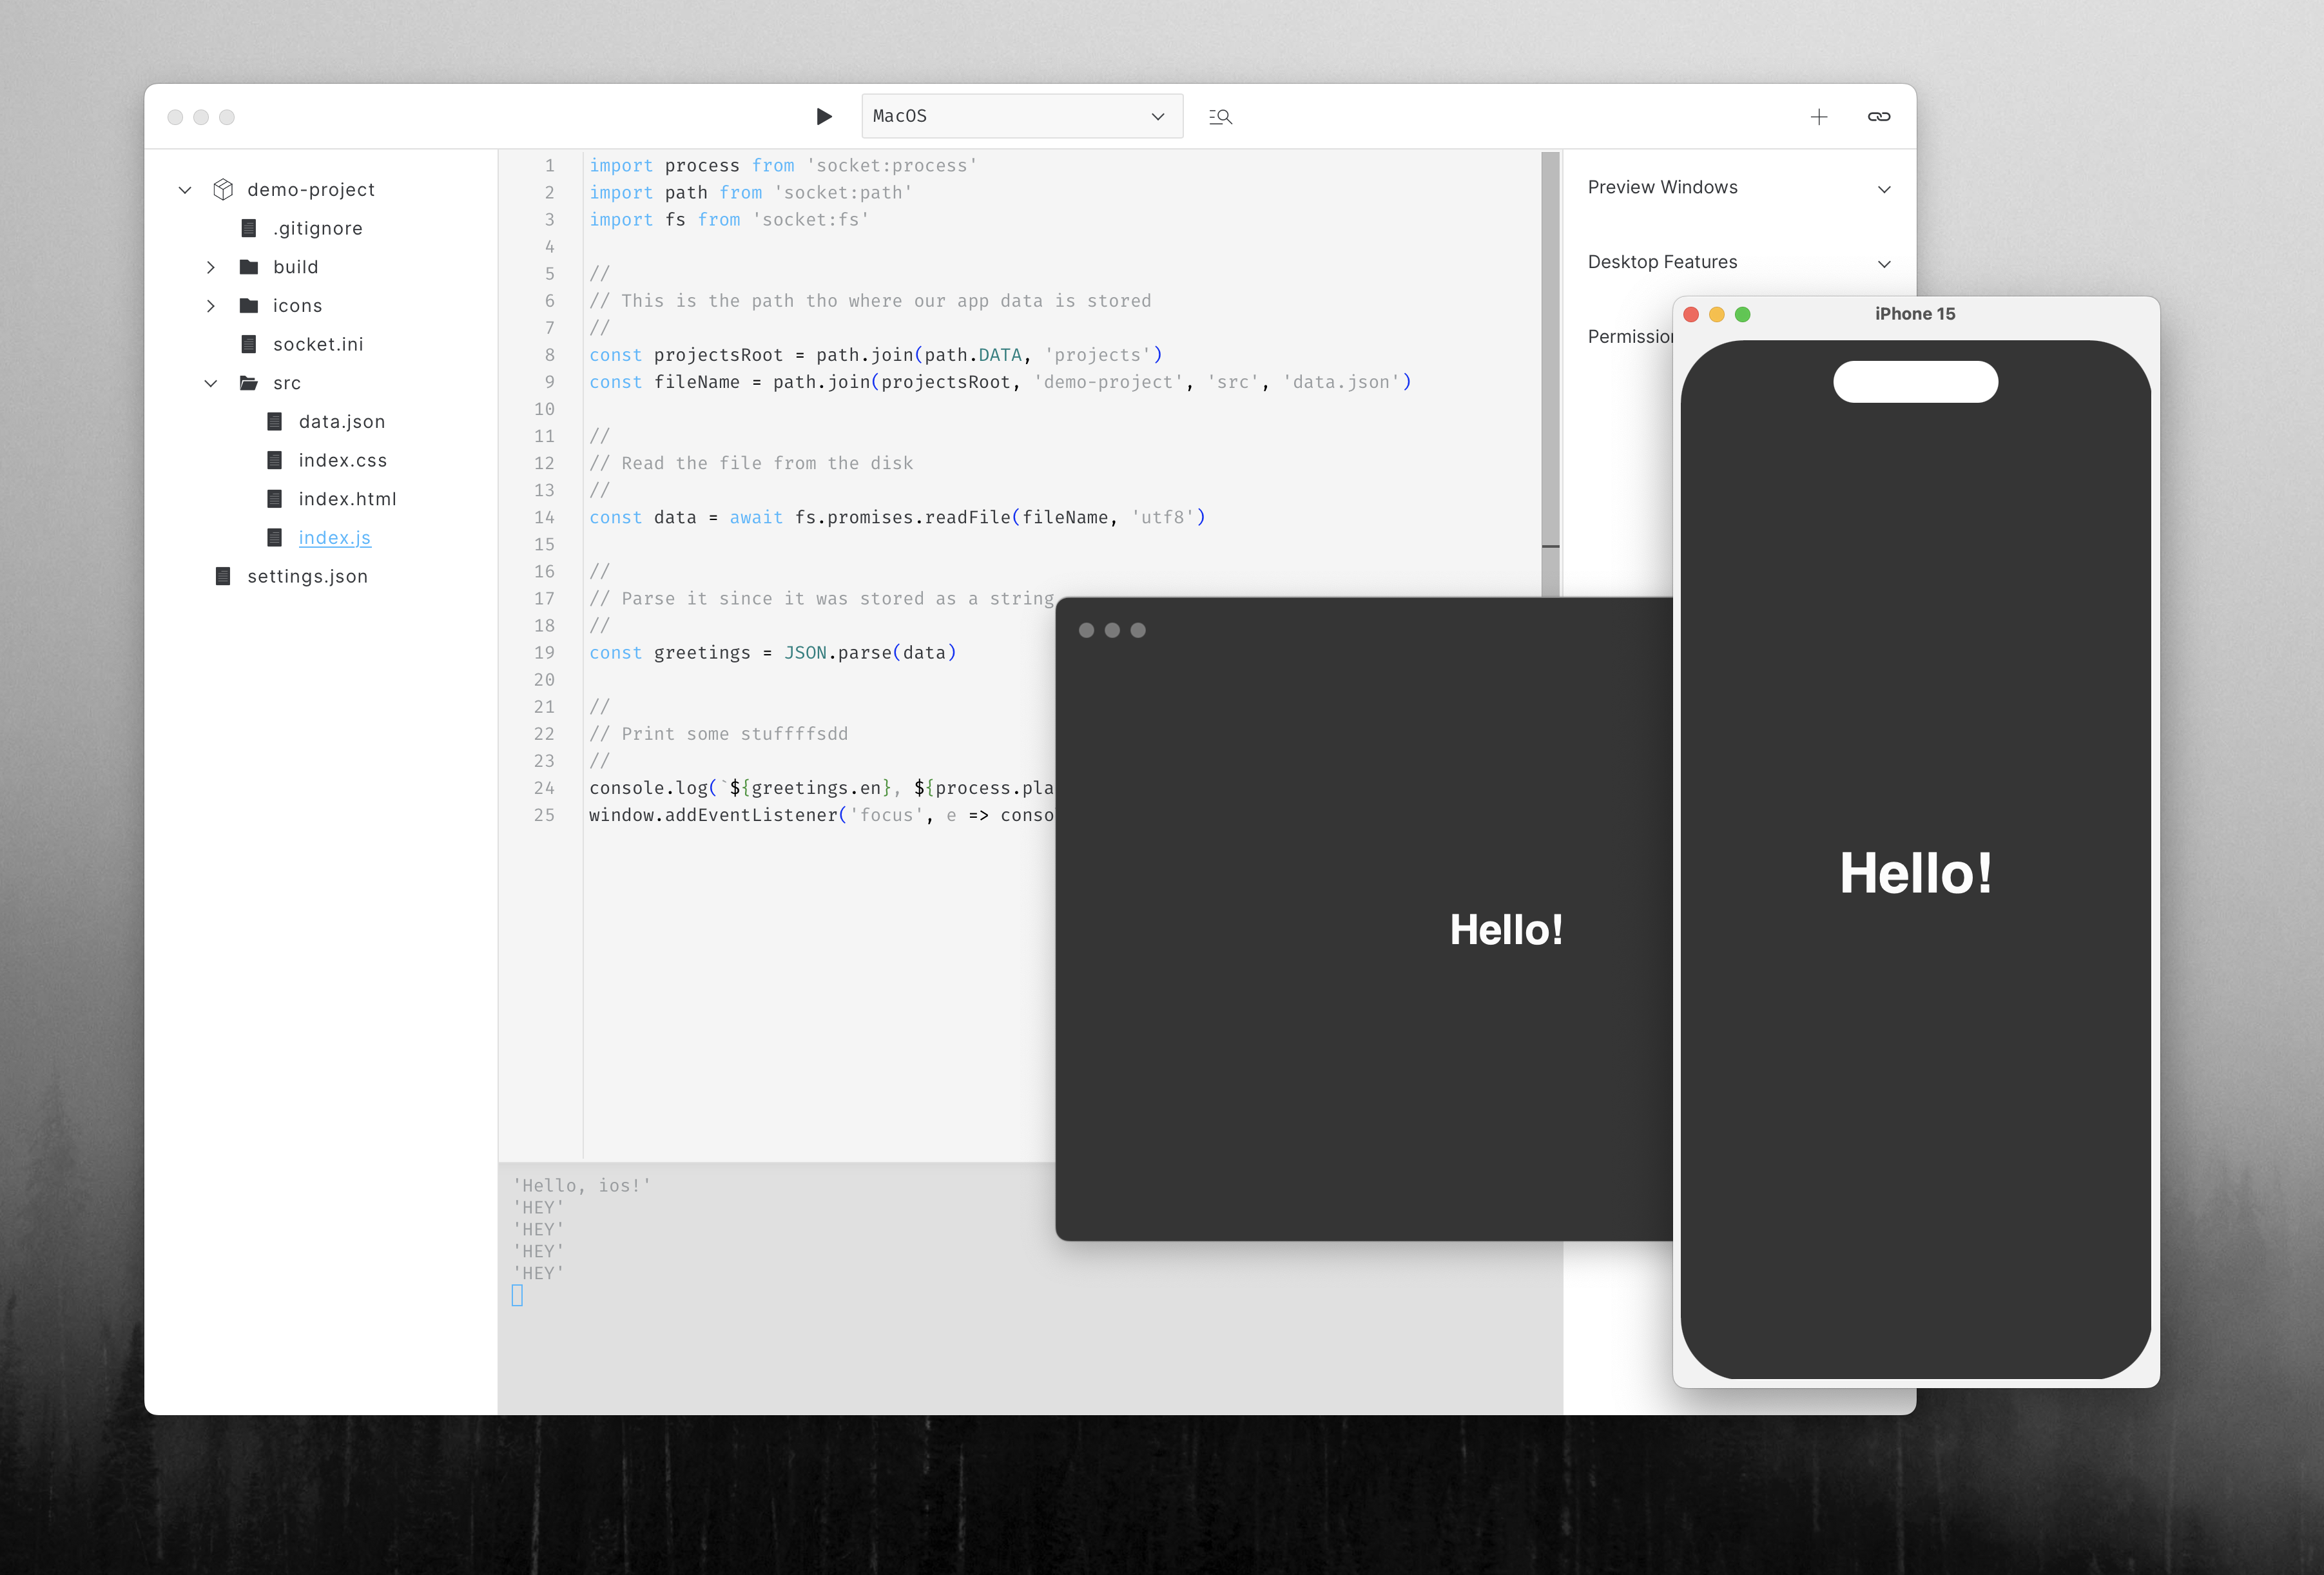 MacOS
demo-project
.gitignore
build
icons
socket.ini
src
data.json
index.css
index.html
index.js
settings.json
1 import process from 'socket:process'
2 import path from 'socket:path'
3 import fs from 'socket:fs'
4
5 //
6 // This is the path tho where our app data is stored
7 //
8 const projectsRoot = path.join(path.DATA, 'projects')
9 const fileName = path.join(projectsRoot, 'demo-project', 'src', 'data.json')
10
11 //
12 // Read the file from the disk
13 //
14 const data = await fs.promises.readFile(fileName, 'utf8')
15
16 //
17 // Parse it since it was stored as a string
18 //
19 const greetings = JSON.parse(data)
20
21 //
22 // Print some stuffffsdd
23 //
24 console.log(`${greetings.en}, ${process.pla
25 window.addEventListener('focus', e => conso
'Hello, ios!'
'HEY'
'HEY'
'HEY'
'HEY'
Preview Windows
Desktop Features
Permission
Hello!
iPhone 15
Hello!